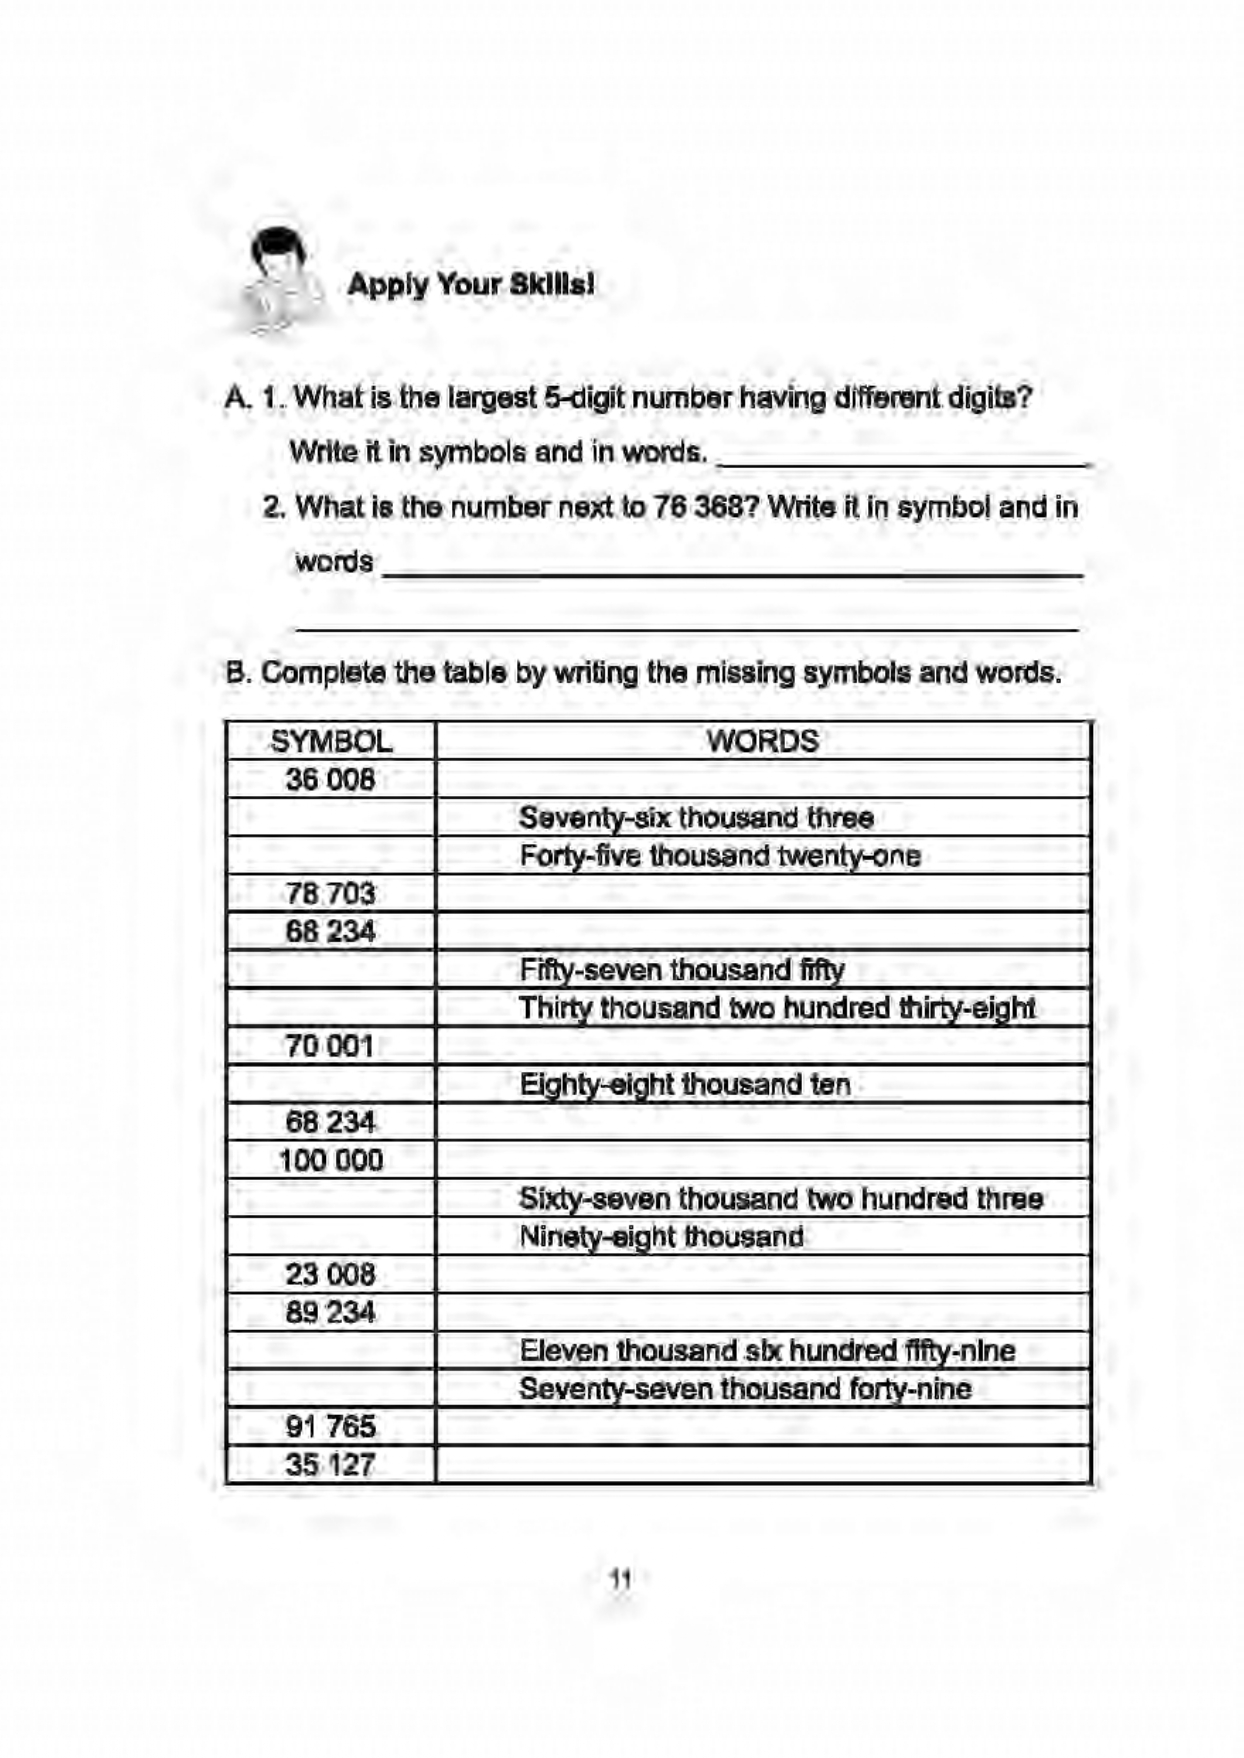 Apply Your Skills!
A. 1. What is the largest 5-digit number having different digits?
Write it in symbols and in words. ____________
2. What is the number next to 76 368? Write it in symbol and in
words ____________
____________
B. Complete the table by writing the missing symbols and words.
SYMBOL WORDS
36 008
Seventy-six thousand three
Forty-five thousand twenty-one
78 703
68 234
Fifty-seven thousand fifty
Thirty thousand two hundred thirty-eight
70 001
Eighty-eight thousand ten
68 234
100 000
Sixty-seven thousand two hundred three
Ninety-eight thousand
23 008
89 234
Eleven thousand six hundred fifty-nine
Seventy-seven thousand forty-nine
91 765
35 127
11